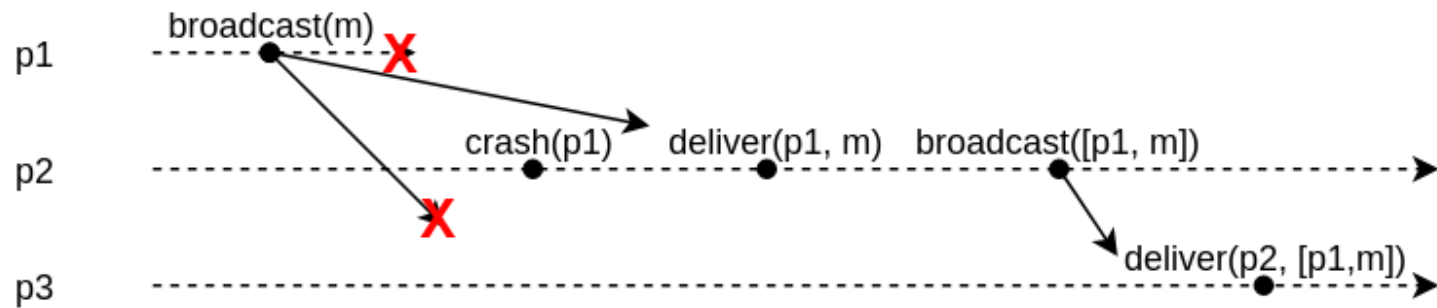 broadcast(m)
p1
crash(p1) deliver(p1, m) broadcast([p1, m])
p2
deliver(p2, [p1,m])
p3